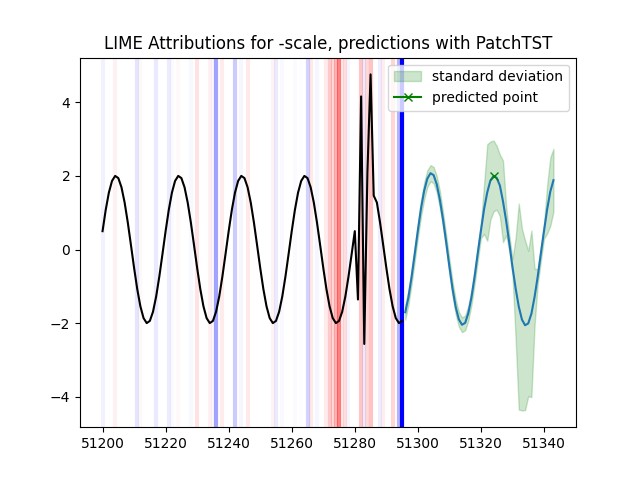 LIME Attributions for -scale, predictions with PatchTST
standard deviation
predicted point
4
2
0
−2
−4
51200 51220 51240 51260 51280 51300 51320 51340